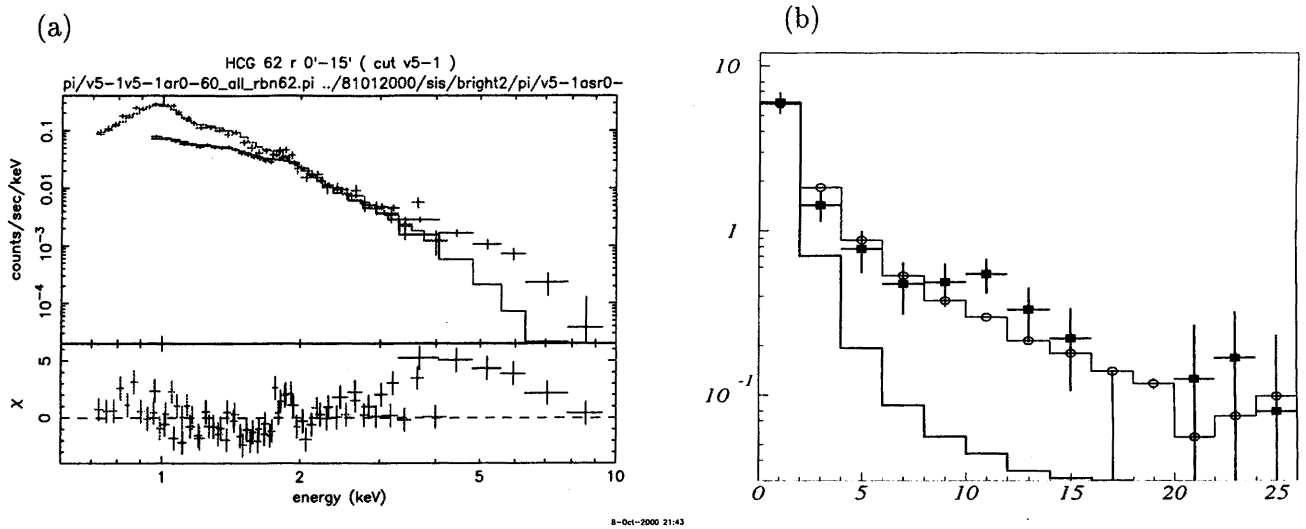 (a)
HCG 62 r 0'-15' ( cut v5-1 )
pi/v5-1v5-1ar0-60_all_rbn62.pi ../81012000/sis/bright2/pi/v5-1asr0-
counts/sec/keV
0.1
0.01
10^-3
10^-4
χ
5
0
1
2
5
10
energy (keV)
8-Oct-2000 21:43
(b)
10
1
10^-1
0
5
10
15
20
25